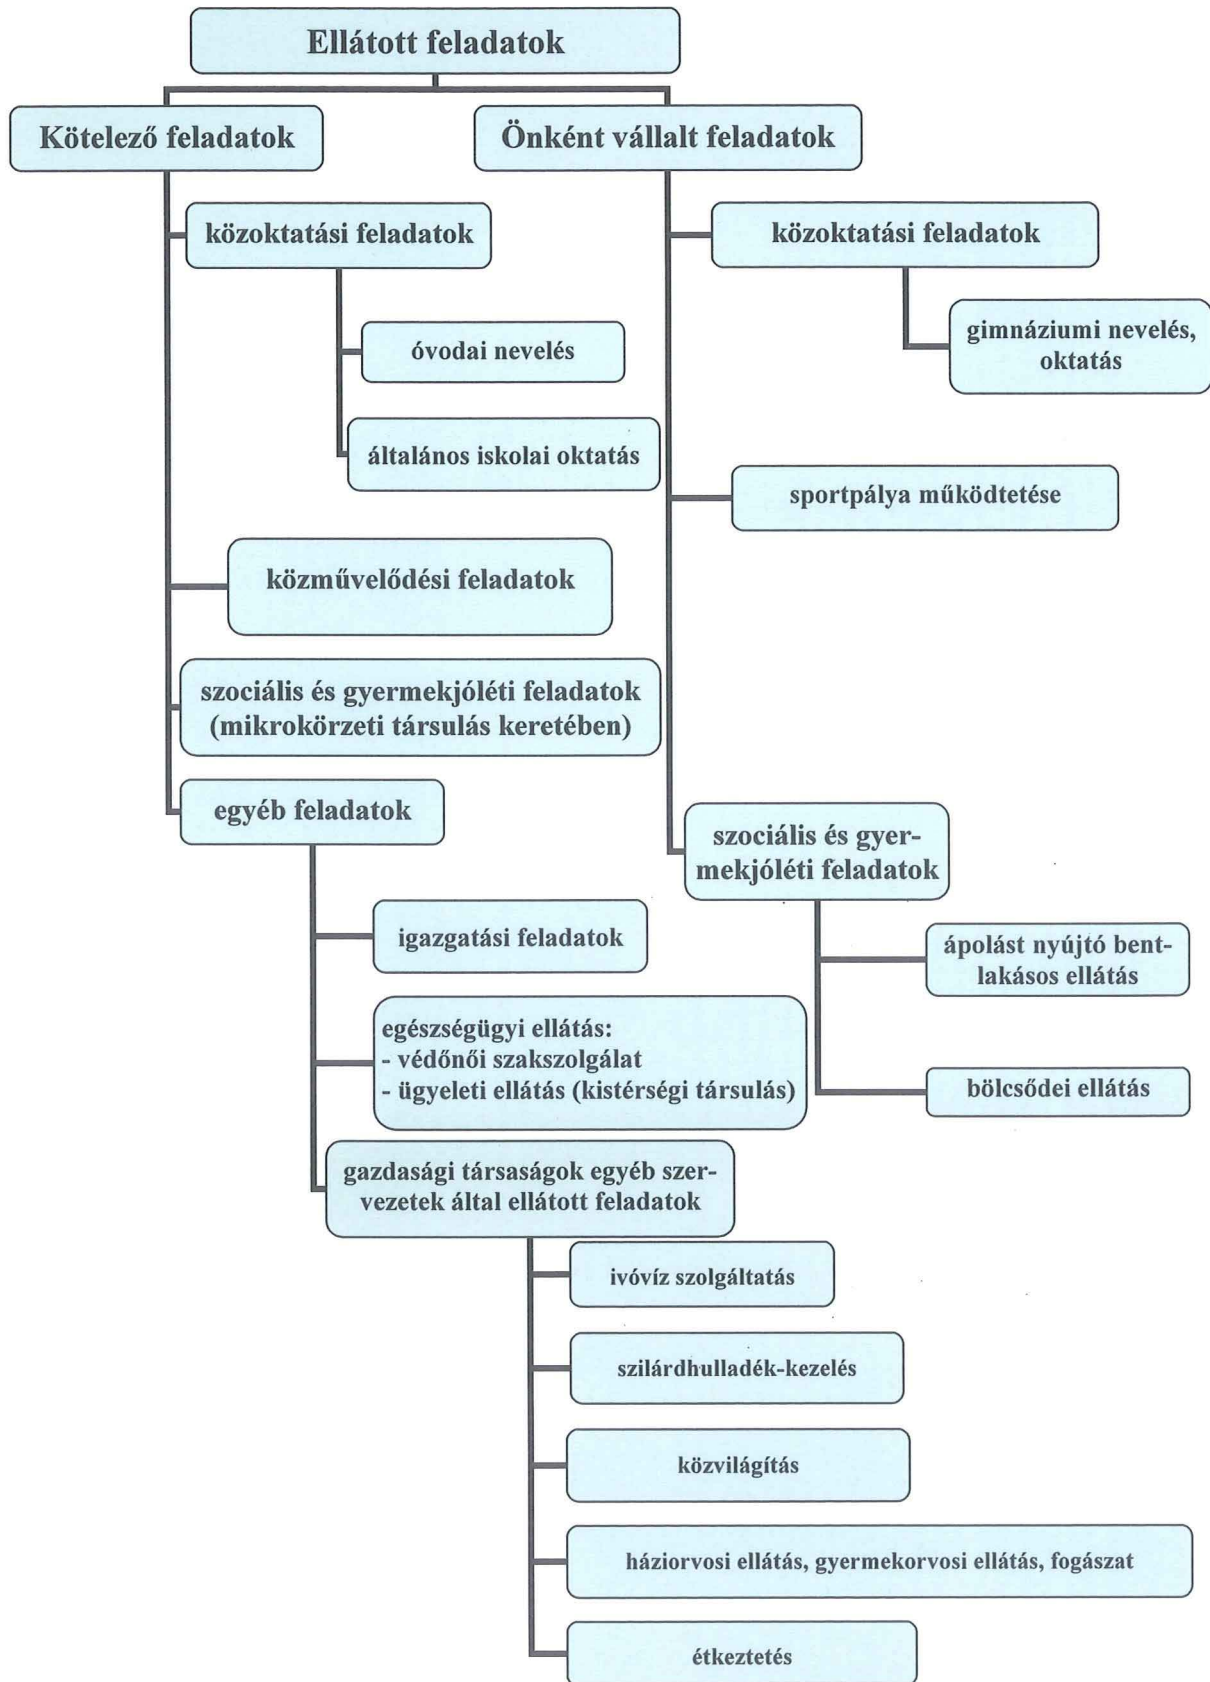 Ellátott feladatok
Kötelező feladatok
közoktatási feladatok
óvodai nevelés
általános iskolai oktatás
közművelődési feladatok
szociális és gyermekjóléti feladatok
(mikrokörzeti társulás keretében)
egyéb feladatok
igazgatási feladatok
egészségügyi ellátás:
- védőnői szakszolgálat
- ügyeleti ellátás (kistérségi társulás)
gazdasági társaságok egyéb szer-
vezetek által ellátott feladatok
ivóvíz szolgáltatás
szilárdhulladék-kezelés
közvilágítás
háziorvosi ellátás, gyermekorvosi ellátás, fogászat
étkeztetés
Önként vállalt feladatok
közoktatási feladatok
gimnáziumi nevelés,
oktatás
sportpálya működtetése
szociális és gyer-
mekjóléti feladatok
ápolást nyújtó bent-
lakásos ellátás
bölcsődei ellátás